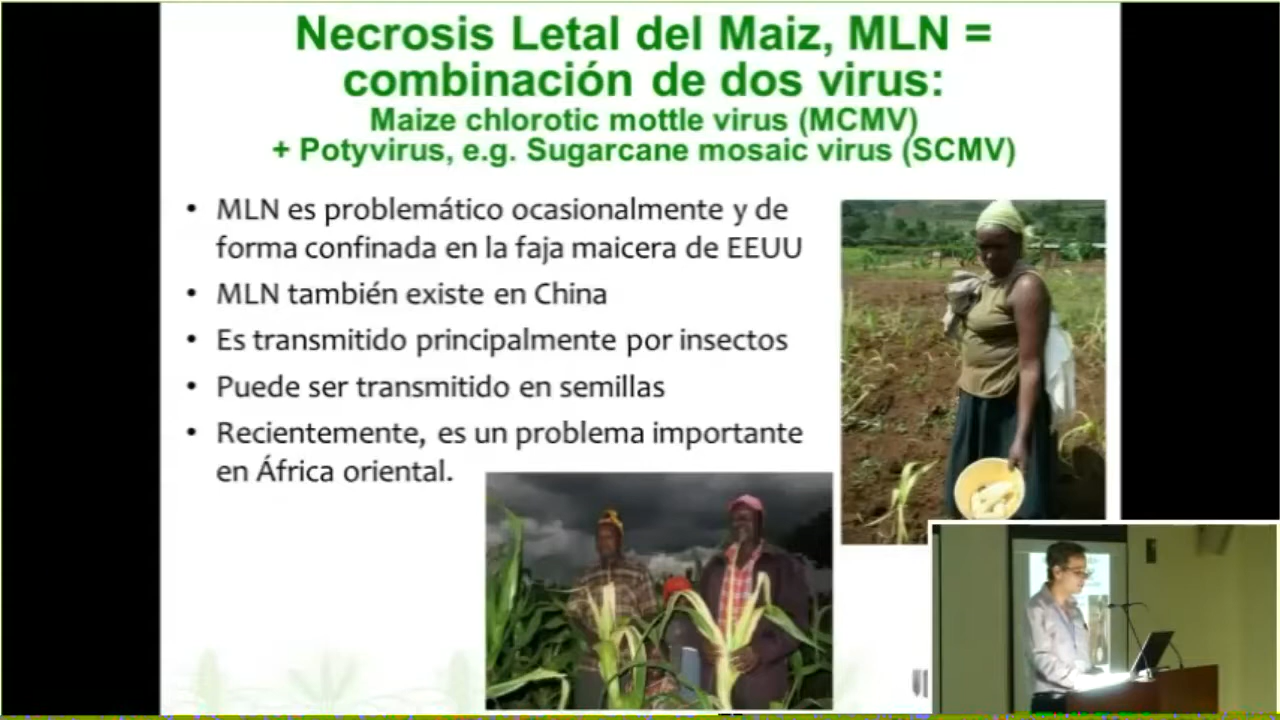 Necrosis Letal del Maiz, MLN =
combinación de dos virus:
Maize chlorotic mottle virus (MCMV)
+ Potyvirus, e.g. Sugarcane mosaic virus (SCMV)
• MLN es problemático ocasionalmente y de
forma confinada en la faja maicera de EEUU
• MLN también existe en China
• Es transmitido principalmente por insectos
• Puede ser transmitido en semillas
• Recientemente, es un problema importante
en África oriental.